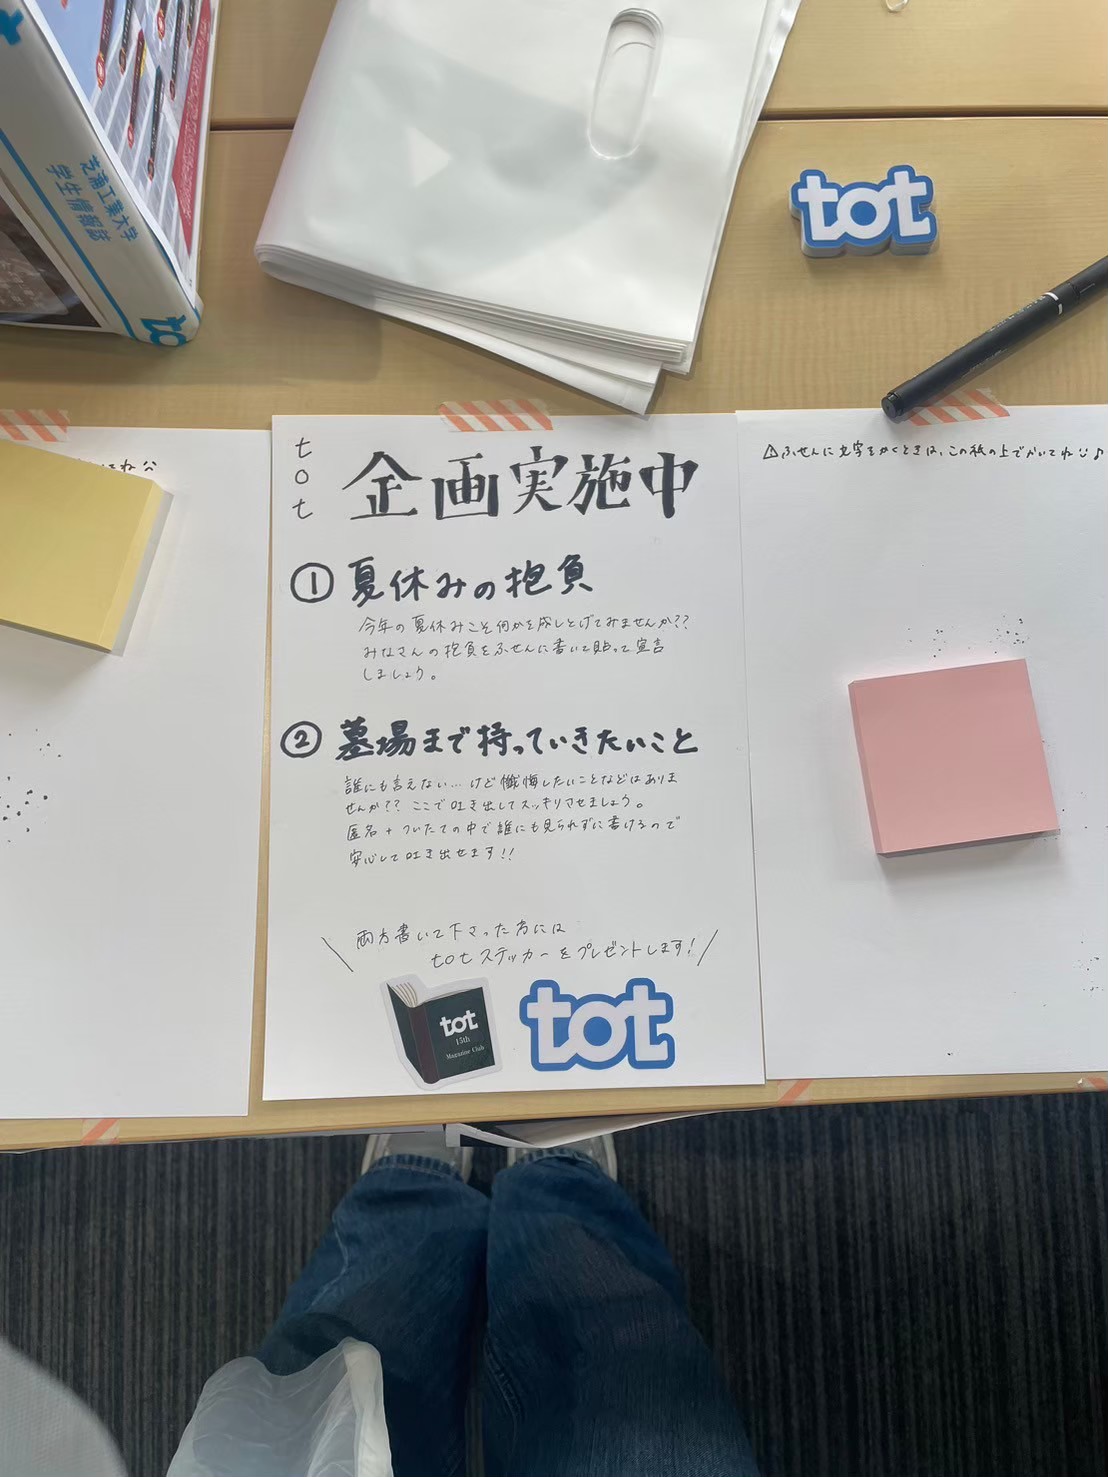 芝浦工業大学
学生情報誌
tot
tot
企画実施中
① 夏休みの抱負
今年の夏休みこそ何かを成しとげてみませんか??
みなさんの抱負をふせんに書いて貼って宣言
しましょう。
② 墓場まで持っていきたいこと
誰にも言えない…けど懺悔したいことなどはありま
せんか?? ここで吐き出してスッキリさせましょう。
匿名+ついたての中で誰にも見られずに書けるので
安心して吐き出せます!!
両方書いて下さった方には
totステッカーをプレゼントします!
tot
15th
Magazine Club
tot
⚠ふせんに文字をかくときは、この紙の上でかいてね♪